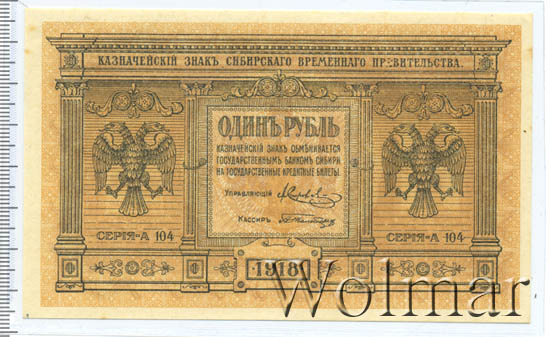 КАЗНАЧЕЙСКІЙ ЗНАКЪ СИБИРСКАГО ВРЕМЕННАГО ПРАВИТЕЛЬСТВА.
ОДИНЪ РУБЛЬ
КАЗНАЧЕЙСКІЙ ЗНАКЪ ОБМѢНИВАЕТСЯ
ГОСУДАРСТВЕННЫМЪ БАНКОМЪ СИБИРИ
НА ГОСУДАРСТВЕННЫЕ КРЕДИТНЫЕ БИЛЕТЫ.
УПРАВЛЯЮЩІЙ
КАССИРЪ
СЕРІЯ-А 104
СЕРІЯ-А 104
1918
Wolmar